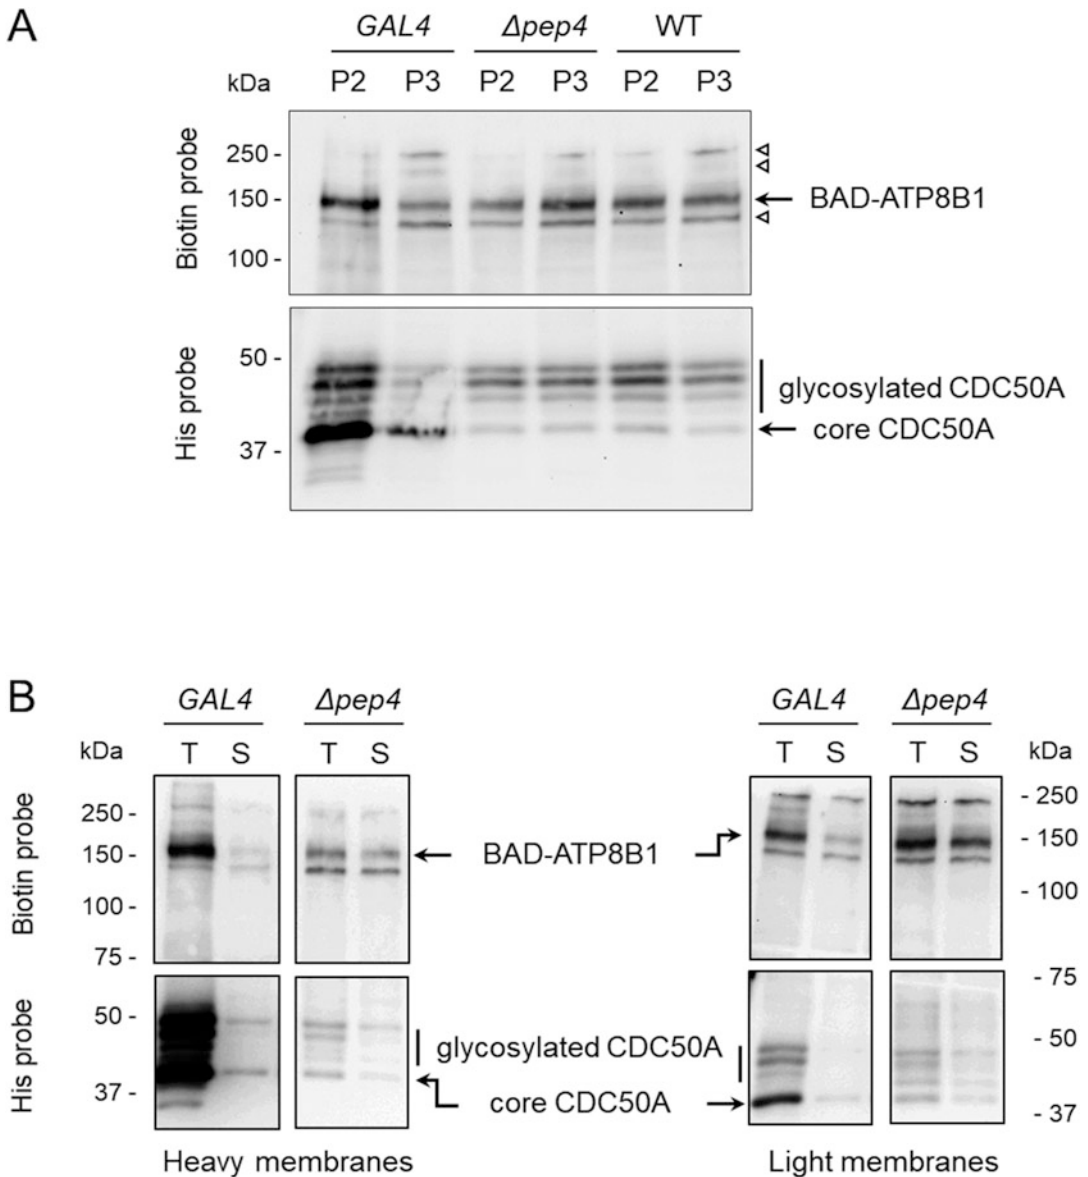 A
GAL4 Δpep4 WT
kDa P2 P3 P2 P3 P2 P3
Biotin probe
250 -
150 -
100 -
BAD-ATP8B1
His probe
50 -
37 -
glycosylated CDC50A
core CDC50A
B
GAL4 Δpep4 GAL4 Δpep4
kDa T S T S T S T S kDa
Biotin probe
250 -
150 -
100 -
75 -
BAD-ATP8B1
- 250
- 150
- 100
- 75
His probe
50 -
37 -
glycosylated CDC50A
core CDC50A
- 50
- 37
Heavy membranes Light membranes